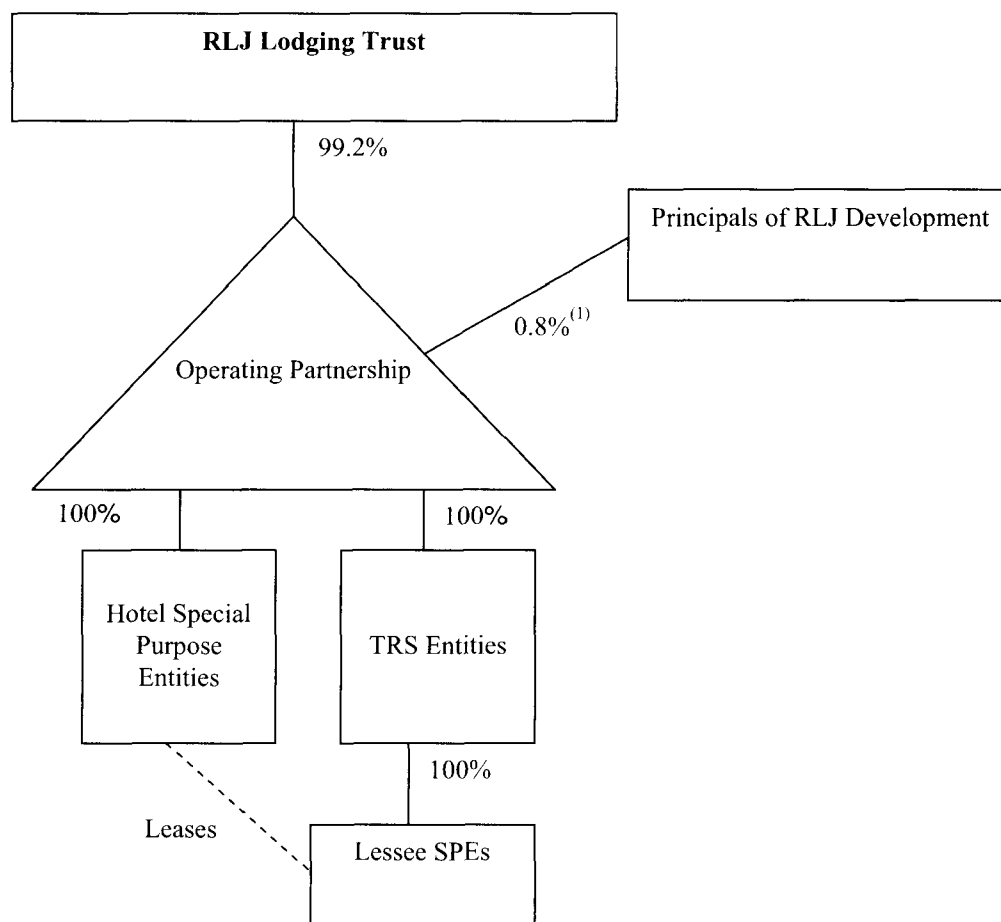 RLJ Lodging Trust
99.2%
Principals of RLJ Development
0.8%(1)
Operating Partnership
100%
100%
Hotel Special
Purpose
Entities
TRS Entities
100%
Leases
Lessee SPEs